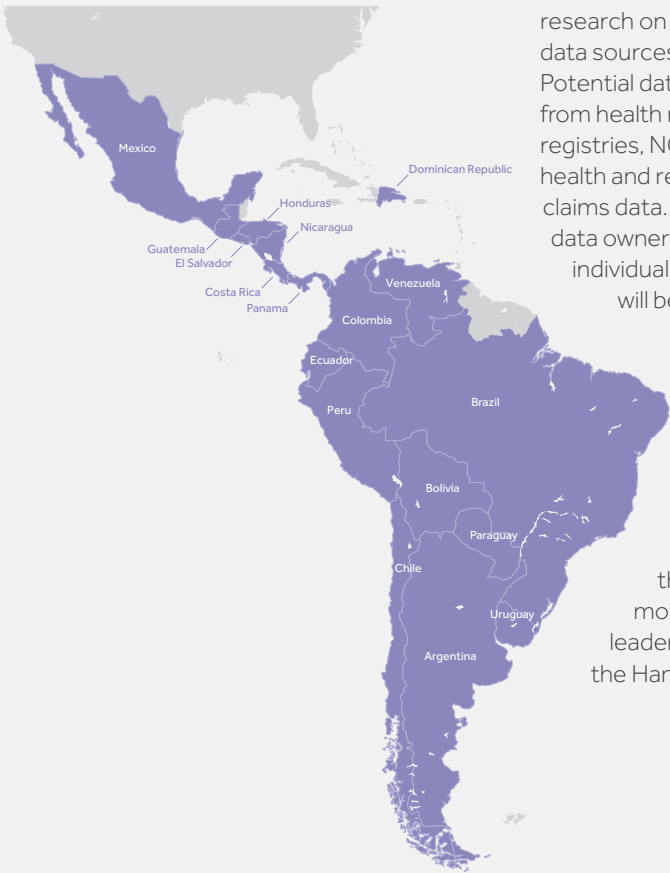 research on
data sources
Potential dat
from health r
registries, NC
health and re
claims data.
data owner
individual
will be
Mexico
Dominican Republic
Honduras
Nicaragua
Guatemala
El Salvador
Costa Rica
Panama
Venezuela
Colombia
Ecuador
Peru
Brazil
Bolivia
Paraguay
Chile
Uruguay
Argentina
th
mo
leader
the Han